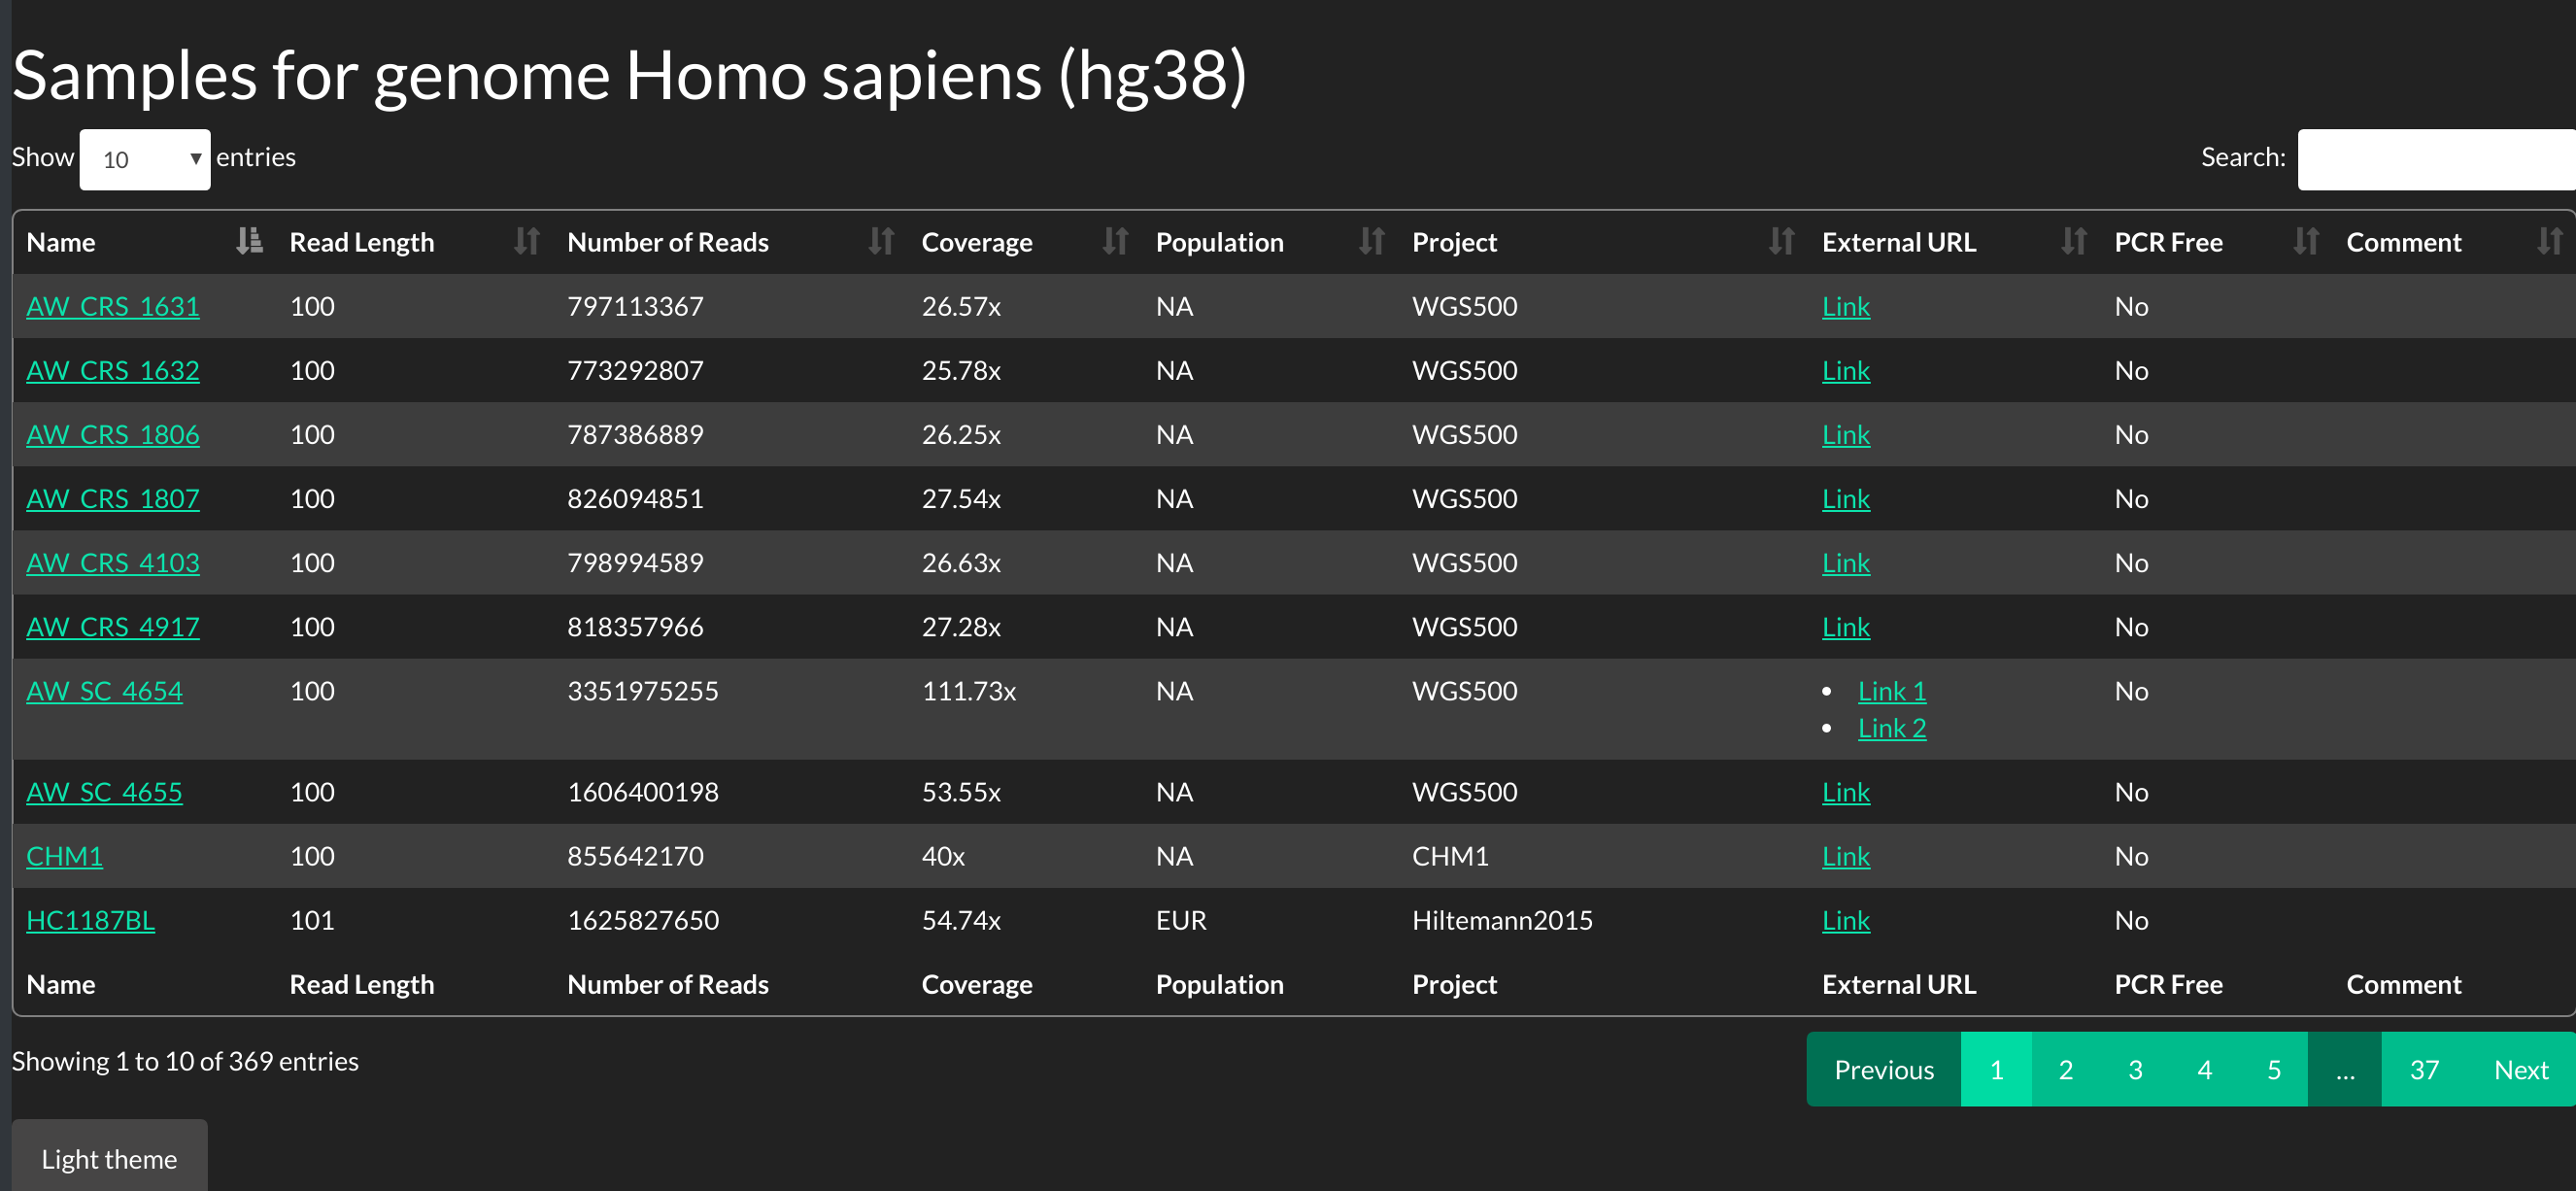 Samples for genome Homo sapiens (hg38)
Show 10 entries Search:
Name Read Length Number of Reads Coverage Population Project External URL PCR Free Comment
AW_CRS_1631 100 797113367 26.57x NA WGS500 Link No
AW_CRS_1632 100 773292807 25.78x NA WGS500 Link No
AW_CRS_1806 100 787386889 26.25x NA WGS500 Link No
AW_CRS_1807 100 826094851 27.54x NA WGS500 Link No
AW_CRS_4103 100 798994589 26.63x NA WGS500 Link No
AW_CRS_4917 100 818357966 27.28x NA WGS500 Link No
AW_SC_4654 100 3351975255 111.73x NA WGS500 • Link 1 No
• Link 2
AW_SC_4655 100 1606400198 53.55x NA WGS500 Link No
CHM1 100 855642170 40x NA CHM1 Link No
HC1187BL 101 1625827650 54.74x EUR Hiltemann2015 Link No
Name Read Length Number of Reads Coverage Population Project External URL PCR Free Comment
Showing 1 to 10 of 369 entries Previous 1 2 3 4 5 ... 37 Next
Light theme